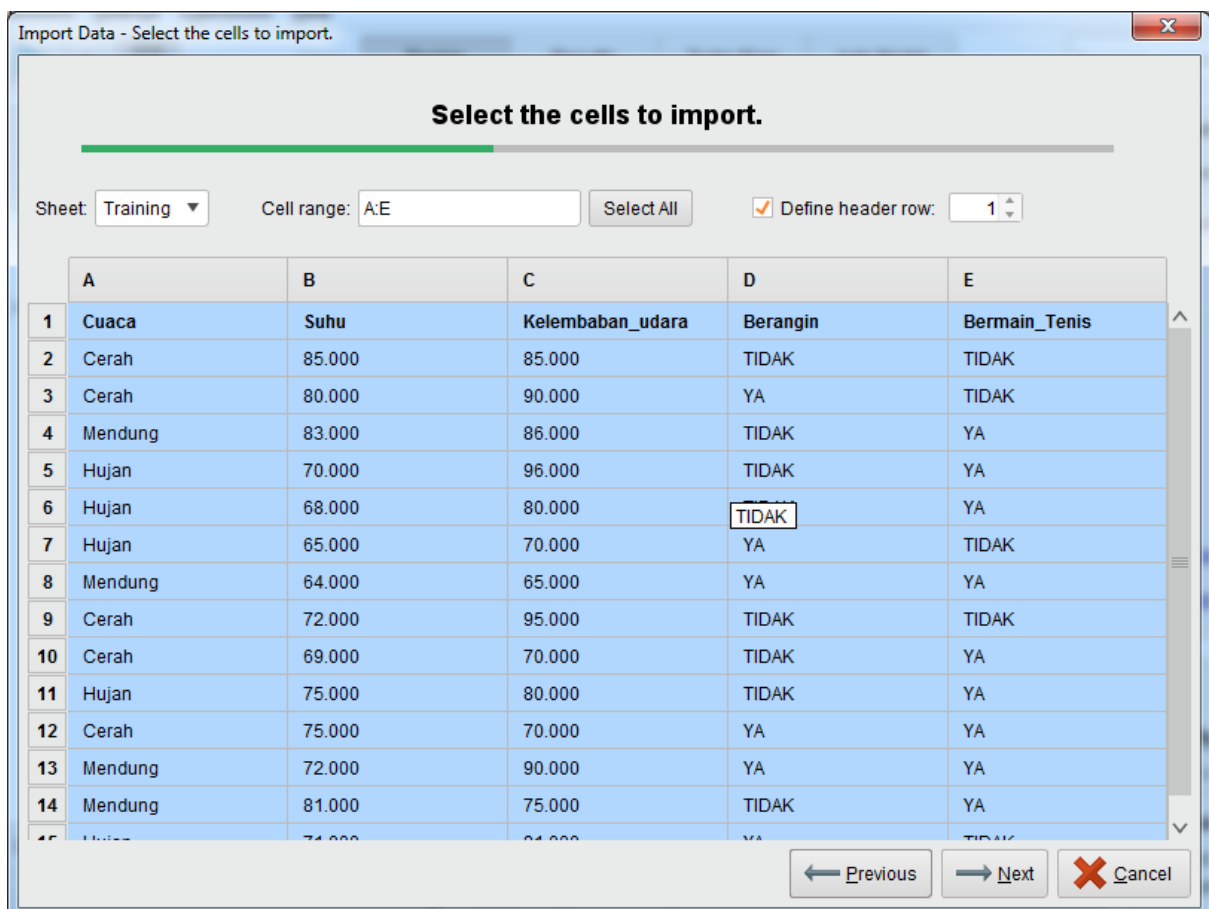 Import Data - Select the cells to import.
Select the cells to import.
Sheet: Training Cell range: A:E Select All Define header row: 1
A B C D E
1 Cuaca Suhu Kelembaban_udara Berangin Bermain_Tenis
2 Cerah 85.000 85.000 TIDAK TIDAK
3 Cerah 80.000 90.000 YA TIDAK
4 Mendung 83.000 86.000 TIDAK YA
5 Hujan 70.000 96.000 TIDAK YA
6 Hujan 68.000 80.000 TIDAK YA
7 Hujan 65.000 70.000 YA TIDAK
8 Mendung 64.000 65.000 YA YA
9 Cerah 72.000 95.000 TIDAK TIDAK
10 Cerah 69.000 70.000 TIDAK YA
11 Hujan 75.000 80.000 TIDAK YA
12 Cerah 75.000 70.000 YA YA
13 Mendung 72.000 90.000 YA YA
14 Mendung 81.000 75.000 TIDAK YA
Previous Next Cancel